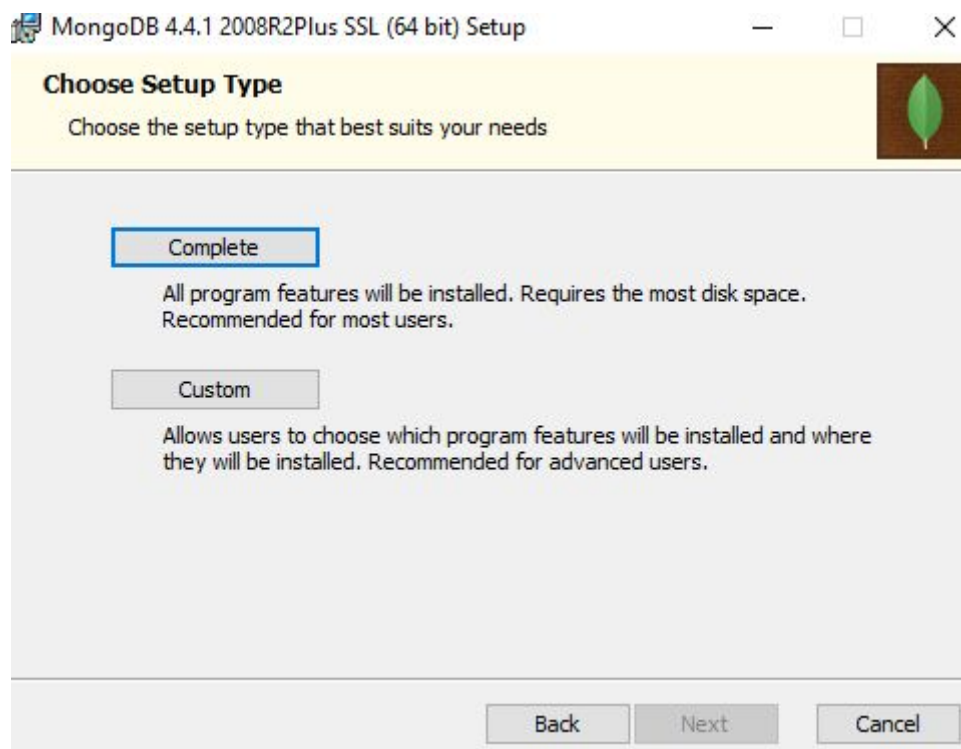 MongoDB 4.4.1 2008R2Plus SSL (64 bit) Setup
Choose Setup Type
Choose the setup type that best suits your needs
Complete
All program features will be installed. Requires the most disk space.
Recommended for most users.
Custom
Allows users to choose which program features will be installed and where
they will be installed. Recommended for advanced users.
Back Next Cancel